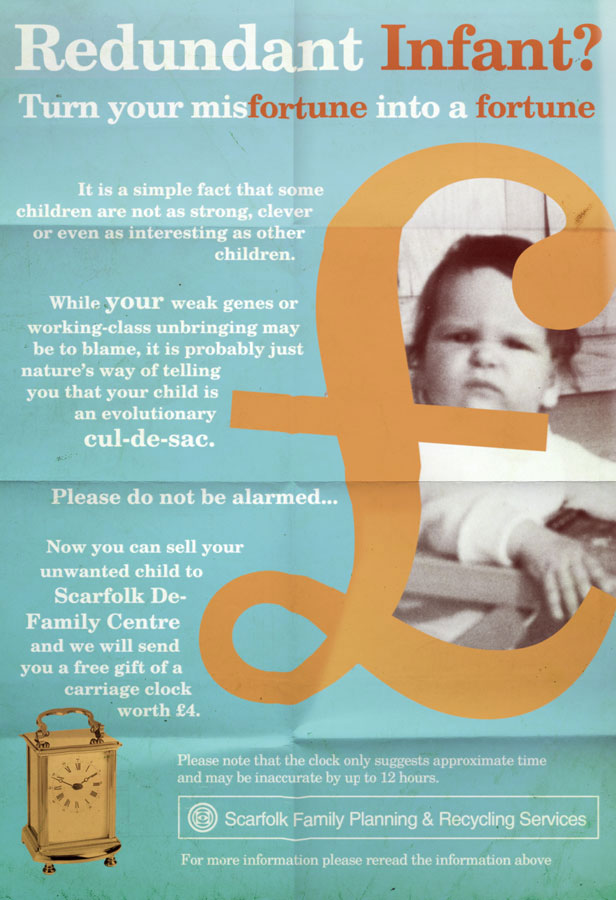 Redundant Infant?
Turn your misfortune into a fortune
It is a simple fact that some
children are not as strong, clever
or even as interesting as other
children.
While your weak genes or
working-class unbringing may
be to blame, it is probably just
nature's way of telling
you that your child is
an evolutionary
cul-de-sac.
Please do not be alarmed...
Now you can sell your
unwanted child to
Scarfolk De-
Family Centre
and we will send
you a free gift of a
carriage clock
worth £4.
£
Please note that the clock only suggests approximate time
and may be inaccurate by up to 12 hours.
Scarfolk Family Planning & Recycling Services
For more information please reread the information above